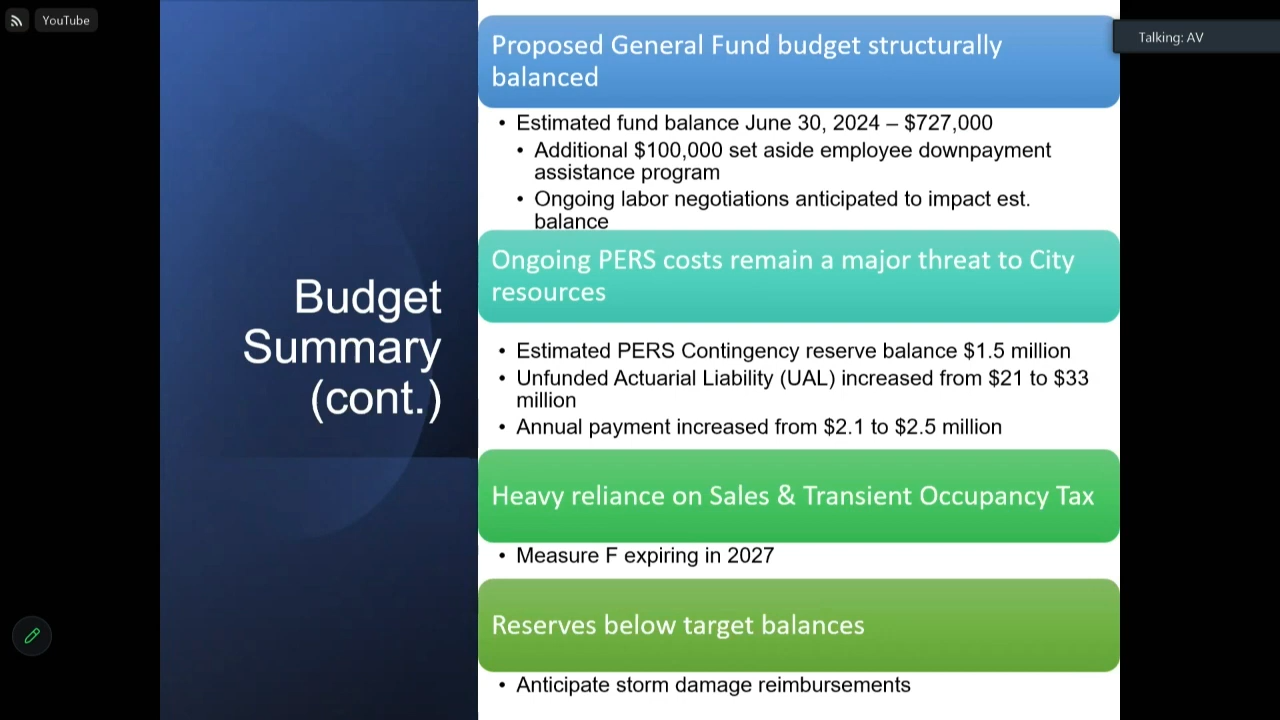 YouTube
Talking: AV
Budget
Summary
(cont.)
Proposed General Fund budget structurally
balanced
• Estimated fund balance June 30, 2024 – $727,000
• Additional $100,000 set aside employee downpayment
assistance program
• Ongoing labor negotiations anticipated to impact est.
balance
Ongoing PERS costs remain a major threat to City
resources
• Estimated PERS Contingency reserve balance $1.5 million
• Unfunded Actuarial Liability (UAL) increased from $21 to $33
million
• Annual payment increased from $2.1 to $2.5 million
Heavy reliance on Sales & Transient Occupancy Tax
• Measure F expiring in 2027
Reserves below target balances
• Anticipate storm damage reimbursements